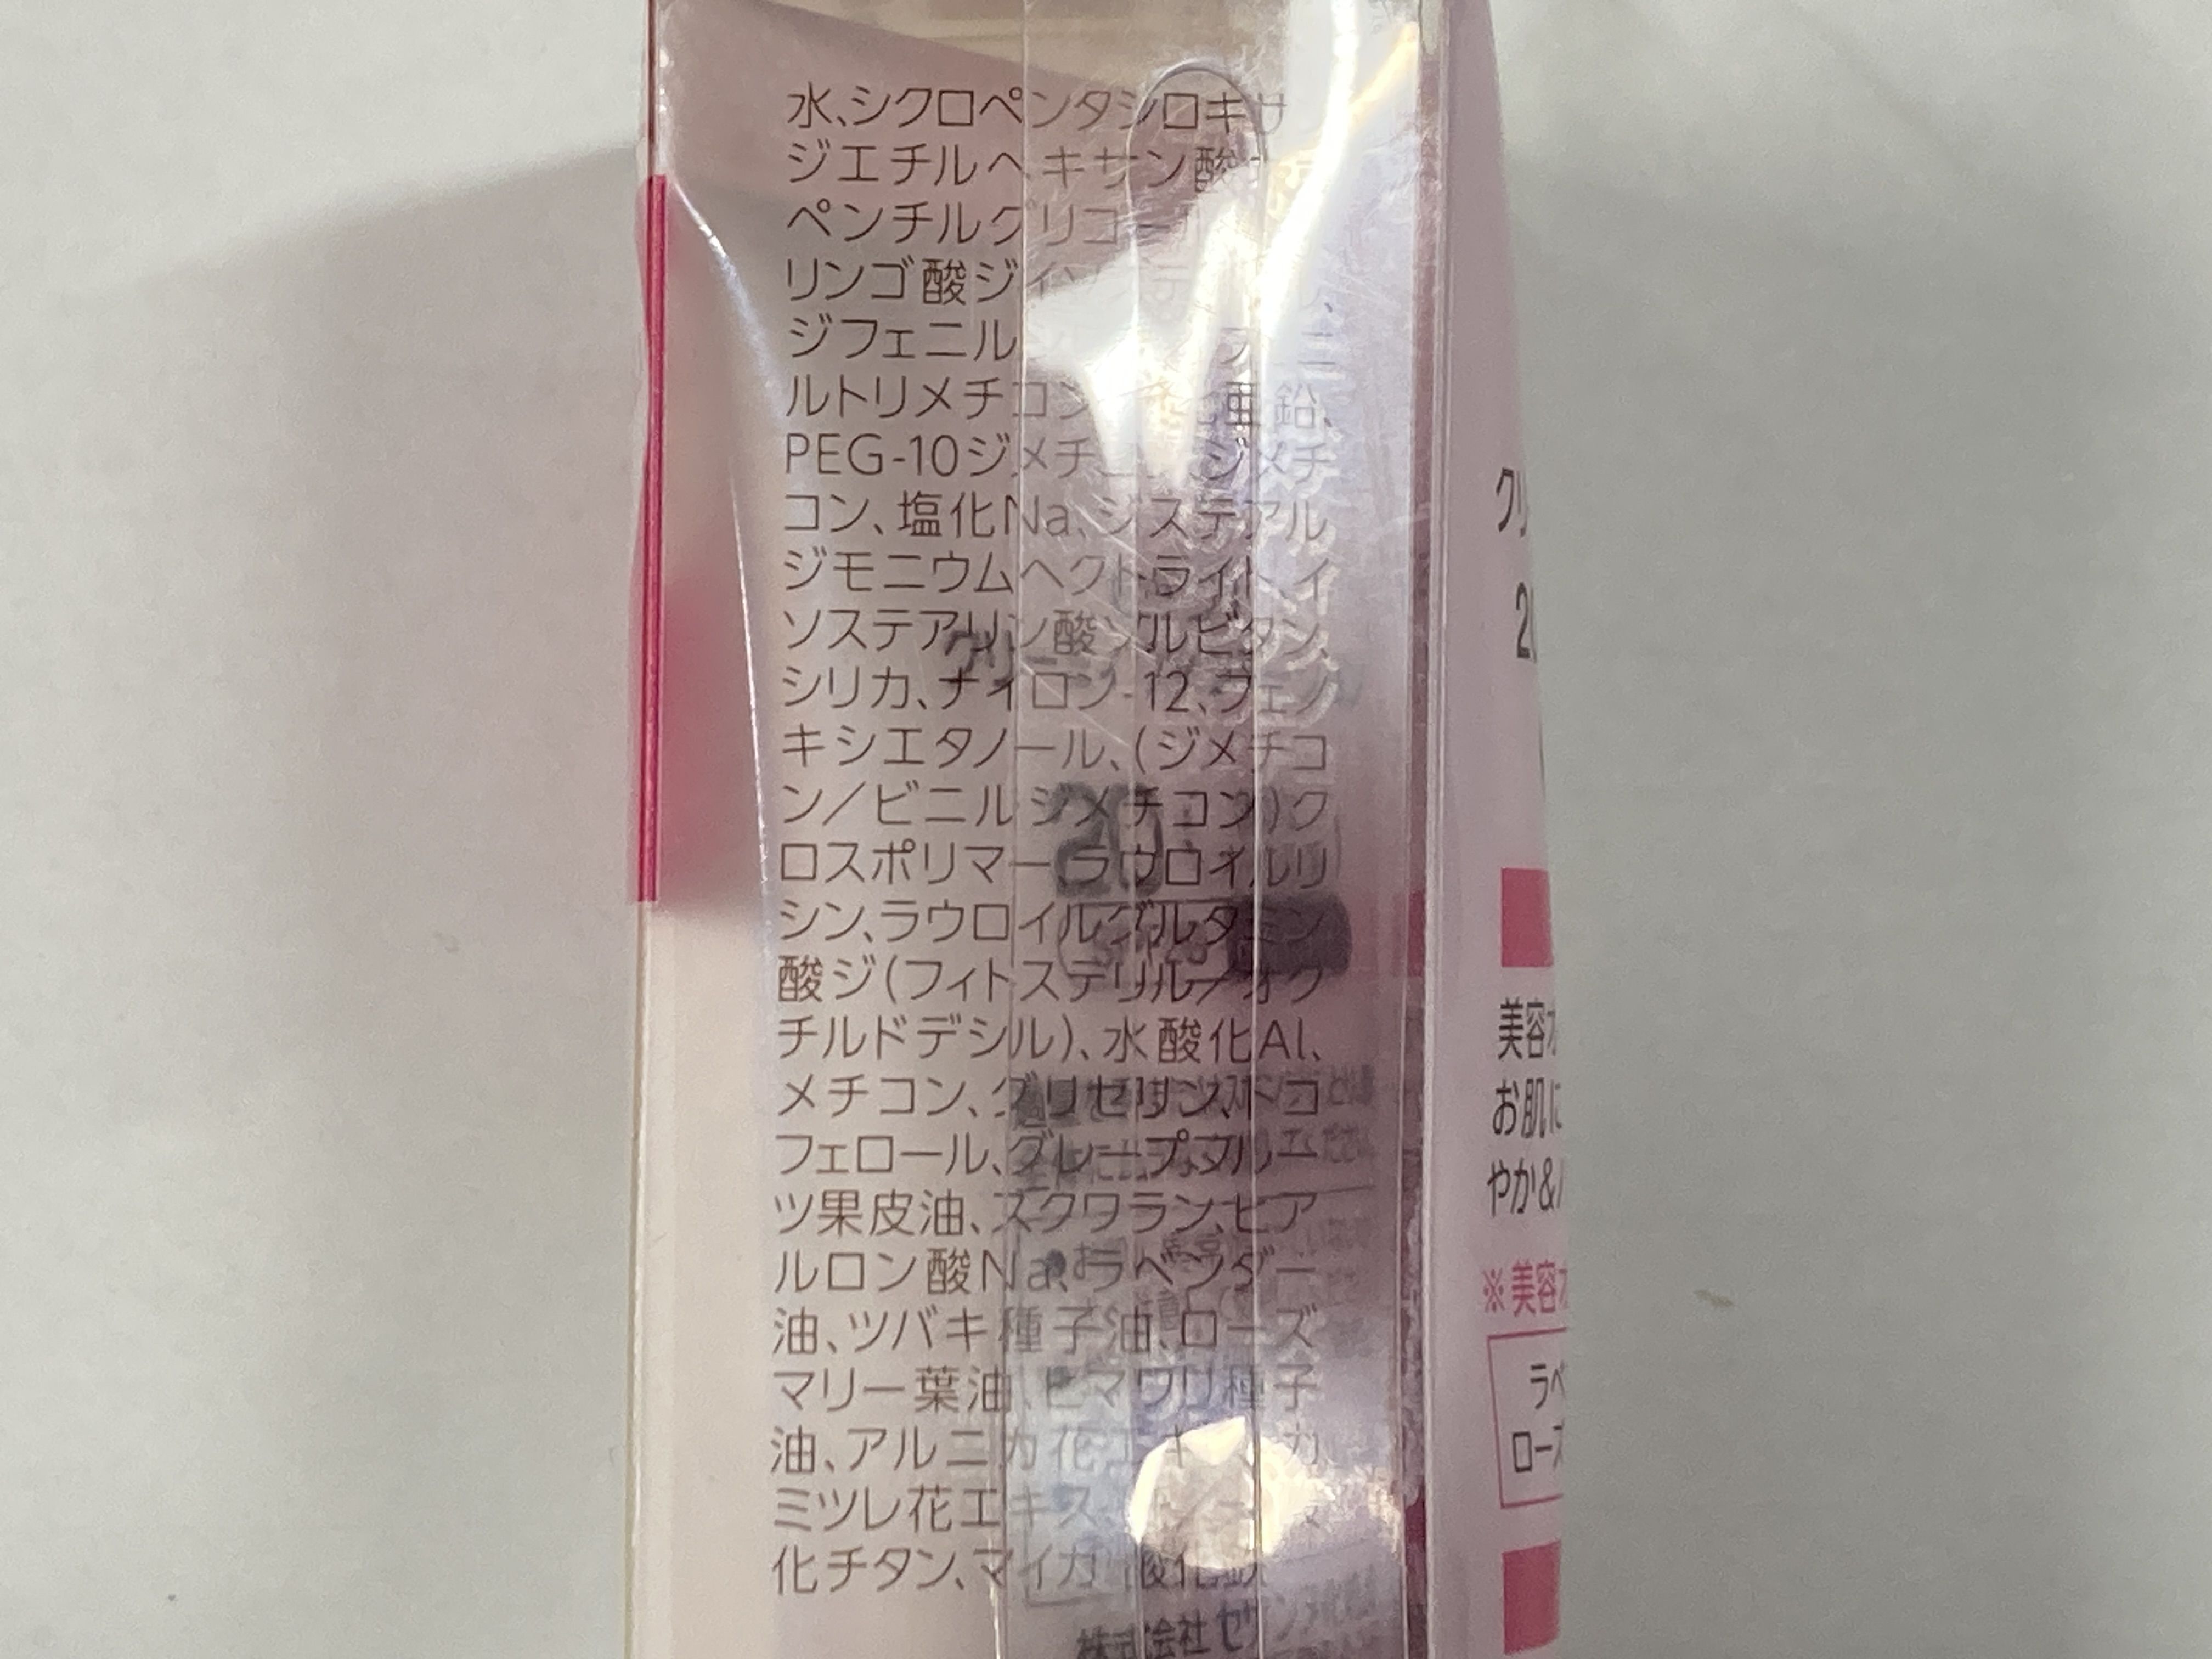 水、シクロペンタシロキサ
ジエチルヘキサン酸
ペンチルグリコール
リンゴ酸ジイソステ
ジフェニル
ルトリメチコン 亜鉛、
PEG-10ジメチ ジメチ
コン、塩化Na、ジステアル
ジモニウムヘクトライト、イ
ソステアリン酸ソルビタン、
シリカ、ナイロン-12、フェノ
キシエタノール、(ジメチコ
ン/ビニルジメチコン)ク
ロスポリマー、ラウロイルリ
シン、ラウロイルグルタミン
酸ジ(フィトステリル/オク
チルドデシル)、水酸化Al、
メチコン、グリセリン、トコ
フェロール、グレープフルー
ツ果皮油、スクワラン、ヒア
ルロン酸Na、ラベンダー
油、ツバキ種子油、ローズ
マリー葉油、ヒマワリ種子
油、アルニカ花エキス、カ
ミツレ花エキス
化チタン、マイカ、酸化鉄
株式会社
クリ
20
美容オ
お肌に
やか&
※美容オ
ラベ
ローズ